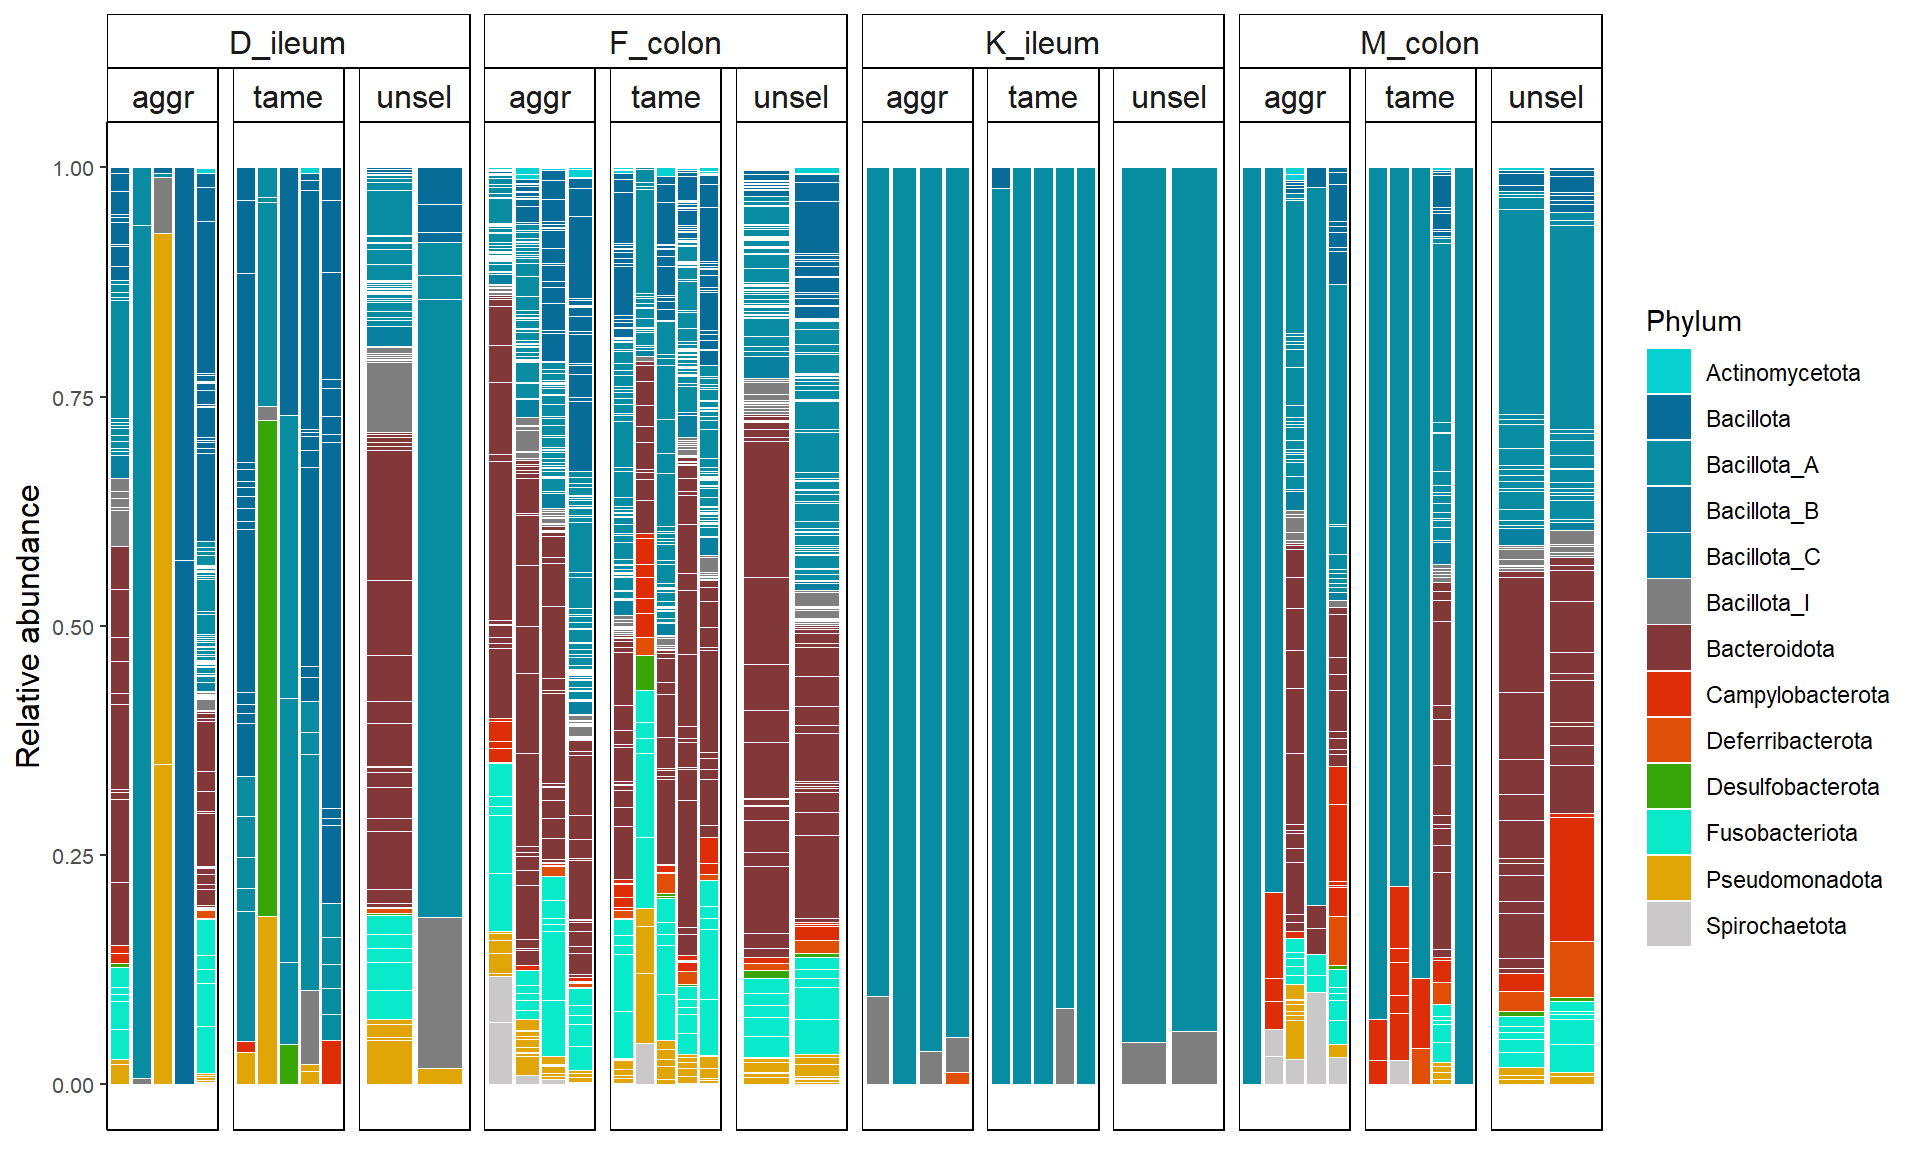 D_ileum F_colon K_ileum M_colon
aggr tame unsel aggr tame unsel aggr tame unsel aggr tame unsel
1.00
0.75
0.50
0.25
0.00
Relative abundance
Phylum
Actinomycetota
Bacillota
Bacillota_A
Bacillota_B
Bacillota_C
Bacillota_I
Bacteroidota
Campylobacterota
Deferribacterota
Desulfobacterota
Fusobacteriota
Pseudomonadota
Spirochaetota